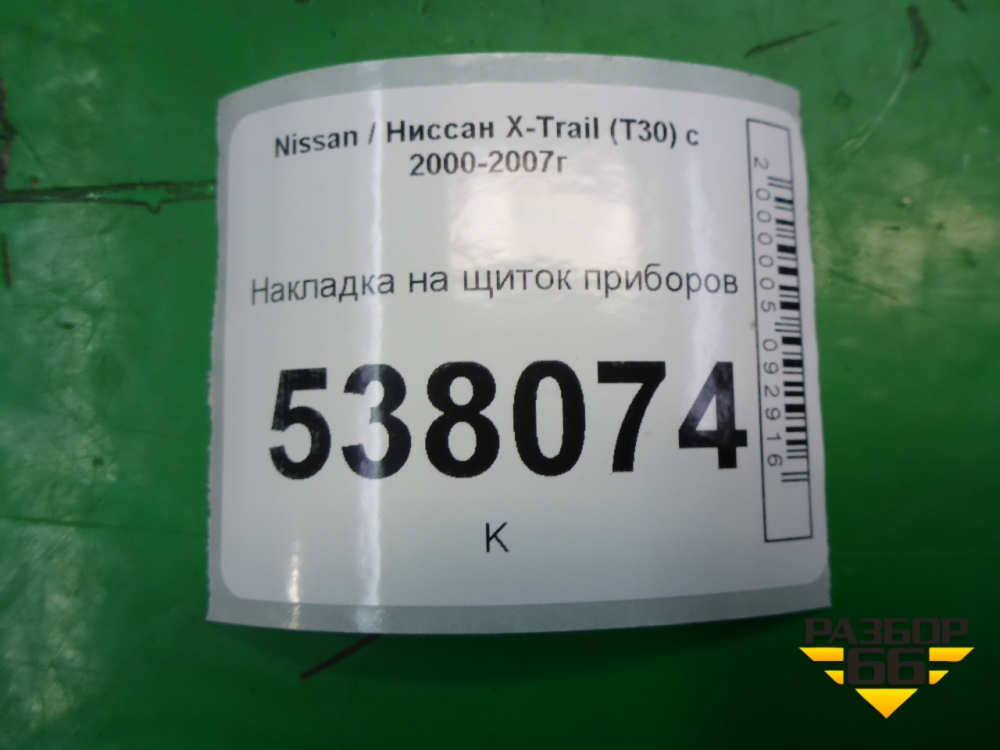 Nissan / Ниссан X-Trail (T30) с
2000-2007г
Накладка на щиток приборов
538074
К
2000005092916
РАЗБОР
66